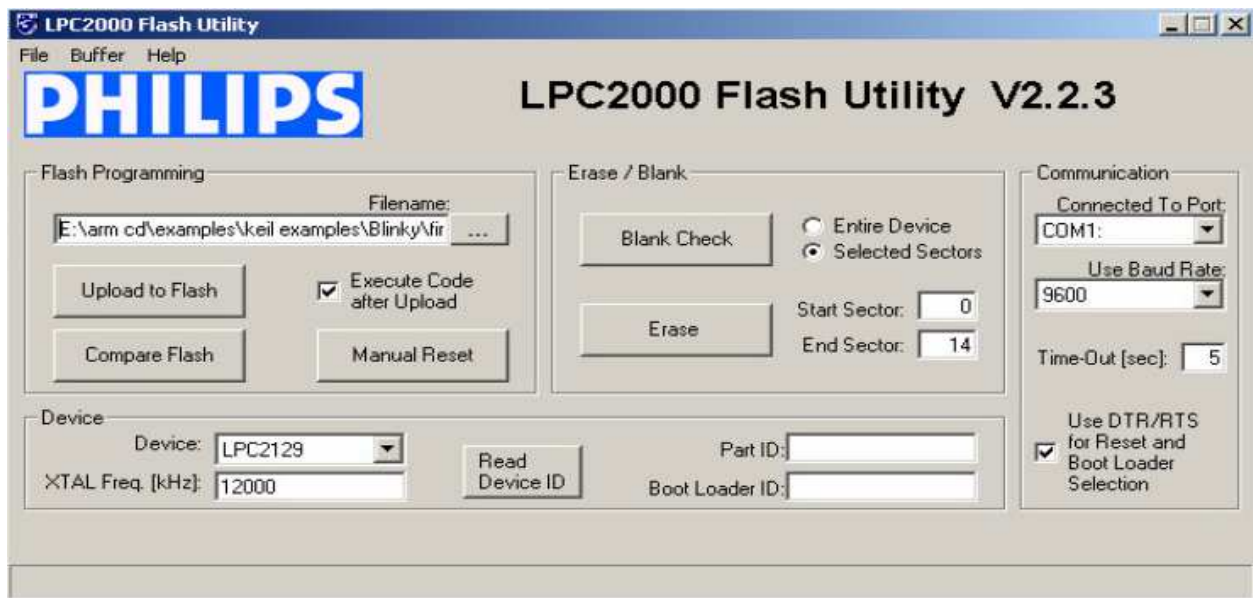 LPC2000 Flash Utility
File Buffer Help
PHILIPS
LPC2000 Flash Utility V2.2.3
Flash Programming
Filename:
E:\arm cd\examples\keil examples\Blinky\fir
...
Upload to Flash
Execute Code
after Upload
Compare Flash
Manual Reset
Erase / Blank
Blank Check
Entire Device
Selected Sectors
Erase
Start Sector: 0
End Sector: 14
Communication
Connected To Port:
COM1:
Use Baud Rate:
9600
Time-Out [sec]: 5
Use DTR/RTS
for Reset and
Boot Loader
Selection
Device
Device: LPC2129
XTAL Freq. [kHz]: 12000
Read
Device ID
Part ID:
Boot Loader ID: